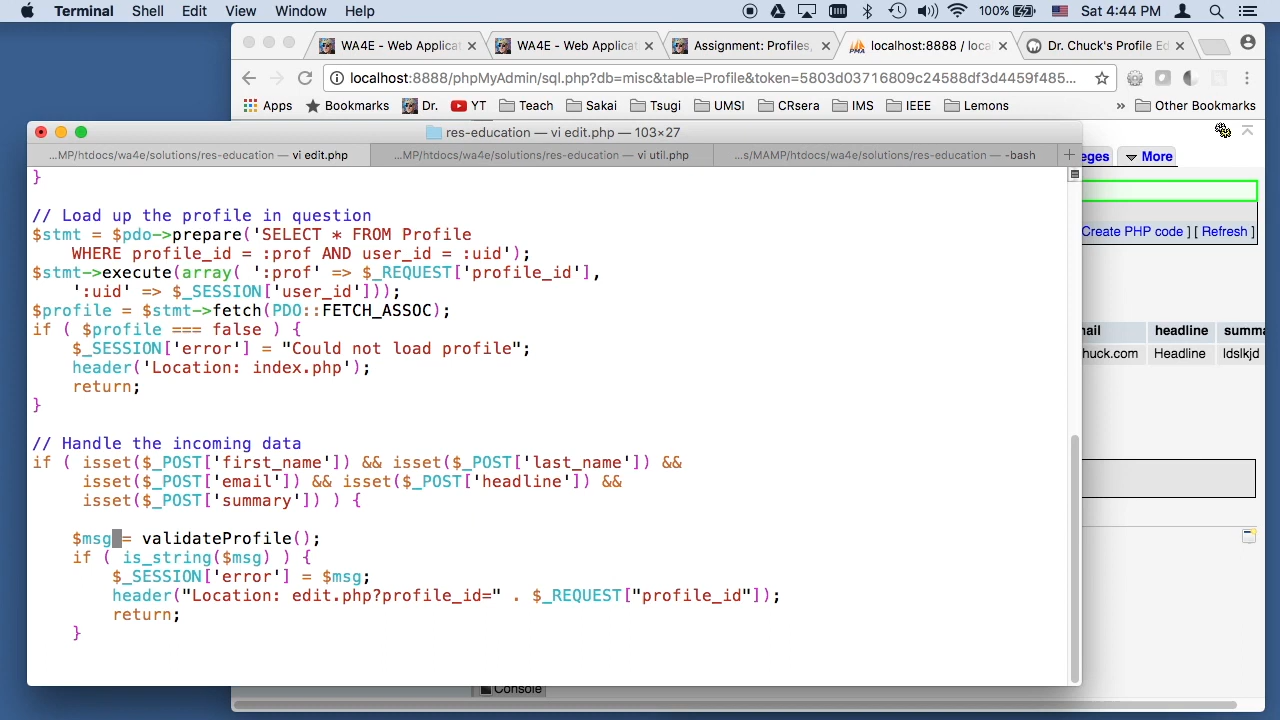 Terminal Shell Edit View Window Help 100% Sat 4:44 PM
WA4E - Web Applicat WA4E - Web Applicat Assignment: Profiles, localhost:8888 / loca Dr. Chuck's Profile Ed
localhost:8888/phpMyAdmin/sql.php?db=misc&table=Profile&token=5803d03716809c24588f3d4459f485...
Apps Bookmarks Dr. YT Teach Sakai Tsugi UMSI CRsera IMS IEEE Lemons » Other Bookmarks
res-education — vi edit.php — 103×27
...MP/htdocs/wa4e/solutions/res-education — vi edit.php ...MP/htdocs/wa4e/solutions/res-education — vi util.php ...s/MAMP/htdocs/wa4e/solutions/res-education — -bash
eges More
}
// Load up the profile in question
$stmt = $pdo->prepare('SELECT * FROM Profile
Create PHP code ] [ Refresh ]
WHERE profile_id = :prof AND user_id = :uid');
$stmt->execute(array( ':prof' => $_REQUEST['profile_id'],
':uid' => $_SESSION['user_id']));
$profile = $stmt->fetch(PDO::FETCH_ASSOC);
if ( $profile === false ) {
ail headline summa
$_SESSION['error'] = "Could not load profile";
huck.com Headline ldslkjd
header('Location: index.php');
return;
}
// Handle the incoming data
if ( isset($_POST['first_name']) && isset($_POST['last_name']) &&
isset($_POST['email']) && isset($_POST['headline']) &&
isset($_POST['summary']) ) {
$msg = validateProfile();
if ( is_string($msg) ) {
$_SESSION['error'] = $msg;
header("Location: edit.php?profile_id=" . $_REQUEST["profile_id"]);
return;
}
Console